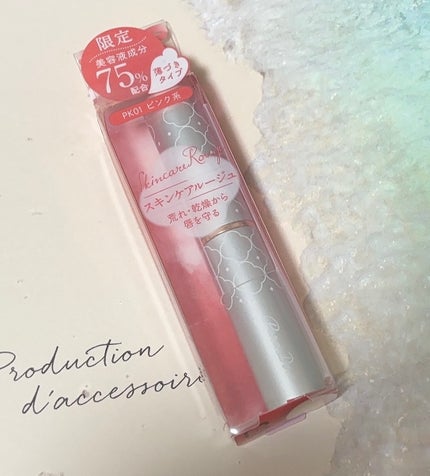 限定
美容液成分
75%
配合
薄づき
タイプ
PK01 ピンク系
Skincare Rouge
スキンケアルージュ
荒れ・乾燥から
唇を守る
Production
d'accessoire